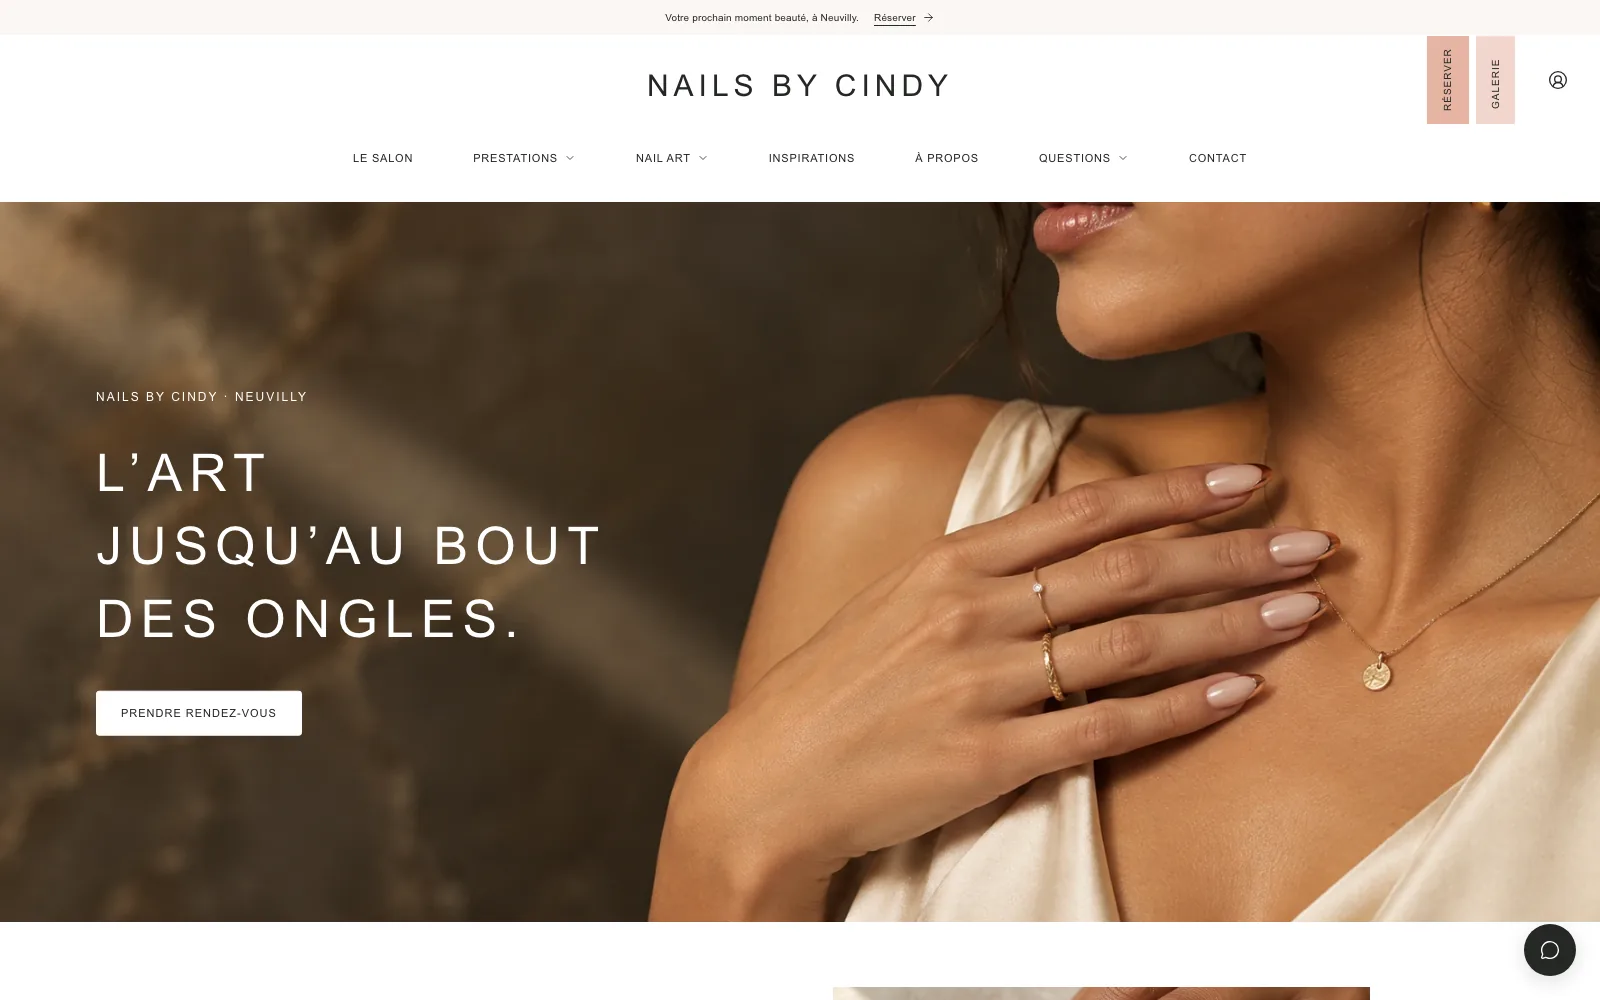 Votre prochain moment beauté, à Neuvilly. Réserver
NAILS BY CINDY
RÉSERVER
GALERIE
LE SALON PRESTATIONS NAIL ART INSPIRATIONS À PROPOS QUESTIONS CONTACT
NAILS BY CINDY · NEUVILLY
L’ART
JUSQU’AU BOUT
DES ONGLES.
PRENDRE RENDEZ-VOUS